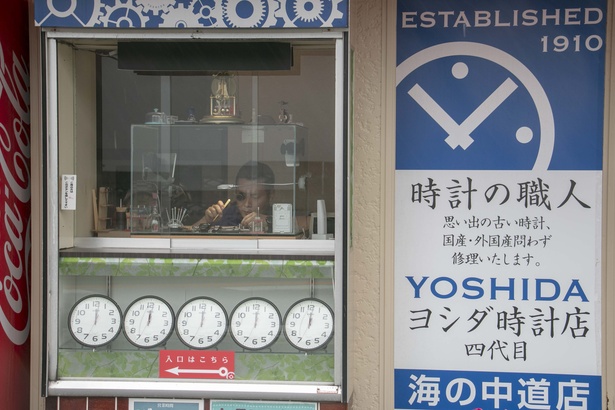 ESTABLISHED
1910
時計の職人
思い出の古い時計、
国産・外国産問わず
修理いたします。
YOSHIDA
ヨシダ時計店
四代目
海の中道店
入口はこちら
Coca-Cola